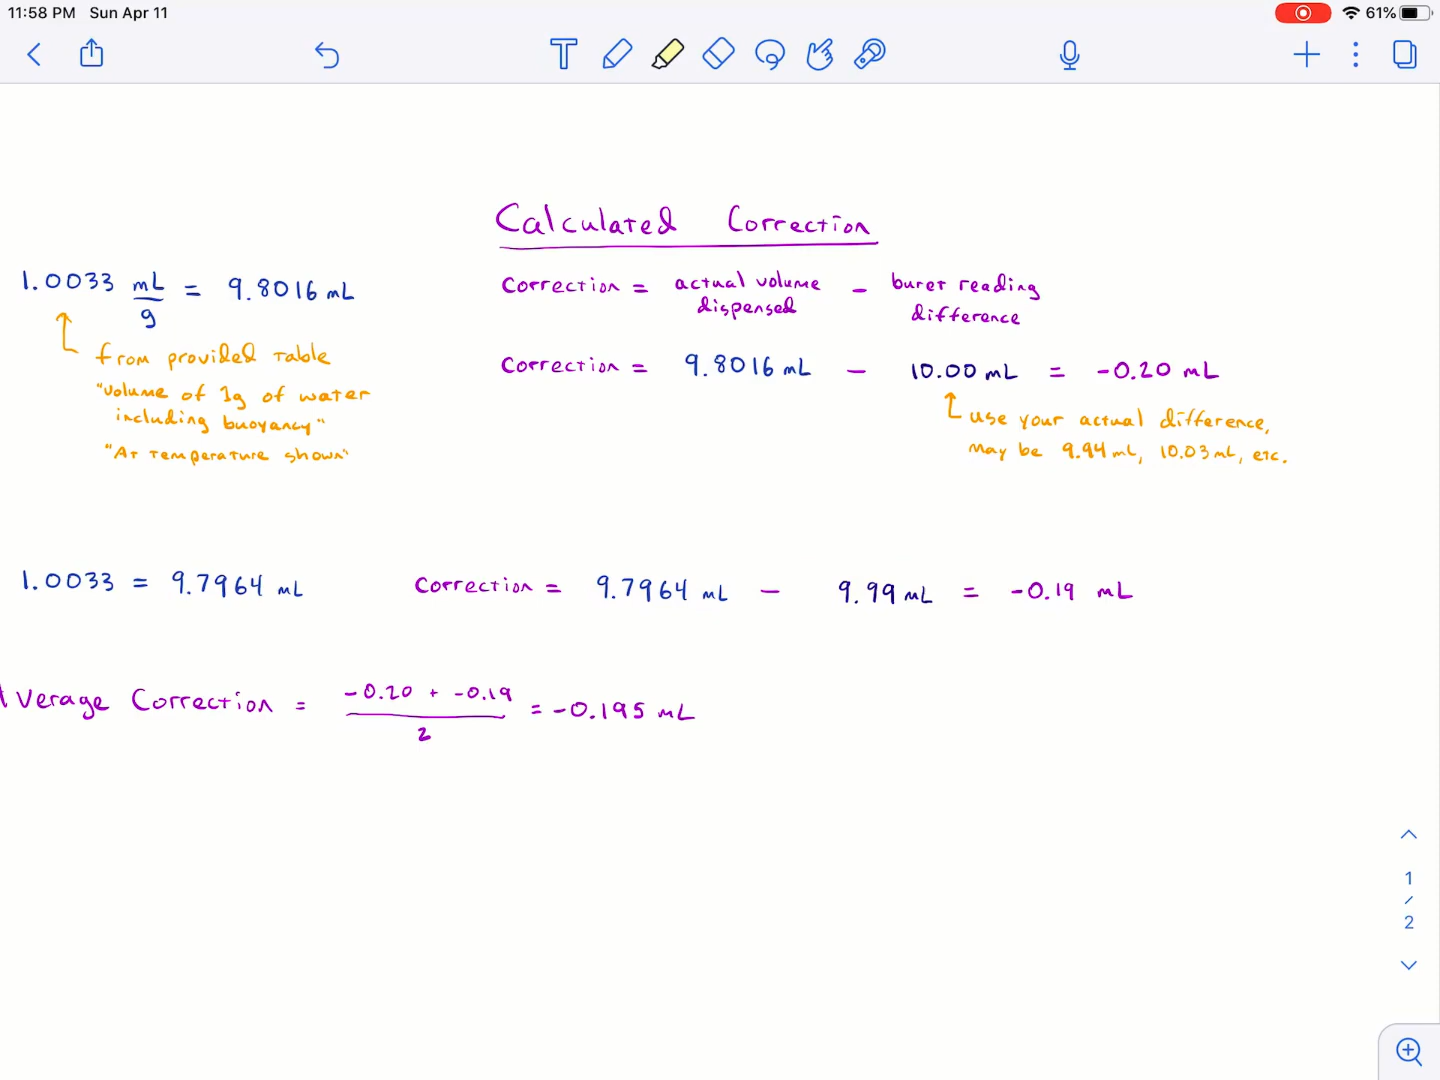 11:58 PM Sun Apr 11
61%
Calculated Correction
1.0033 mL/g = 9.8016 mL
from provided table
"volume of 1g of water
including buoyancy"
"At temperature shown"
Correction = actual volume dispensed - buret reading difference
Correction = 9.8016 mL - 10.00 mL = -0.20 mL
use your actual difference,
may be 9.94 mL, 10.03 mL, etc.
1.0033 = 9.7964 mL
Correction = 9.7964 mL - 9.99 mL = -0.19 mL
Average Correction = -0.20 + -0.19 / 2 = -0.195 mL
1
/
2